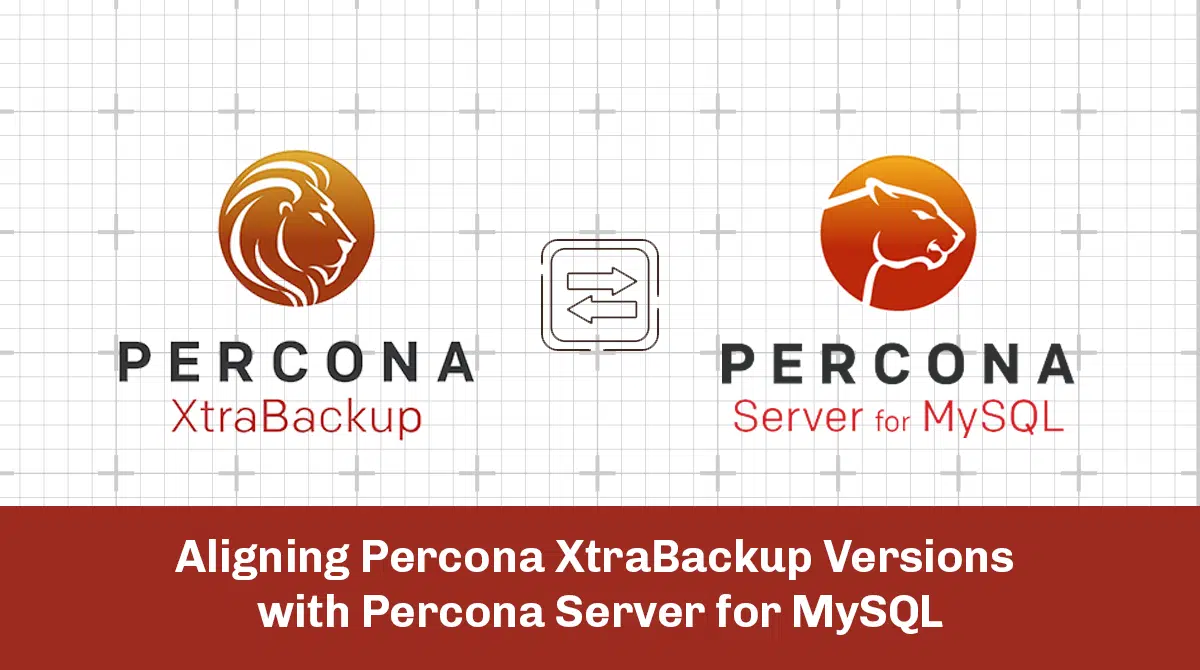 PERCONA
XtraBackup
PERCONA
Server for MySQL
Aligning Percona XtraBackup Versions
with Percona Server for MySQL